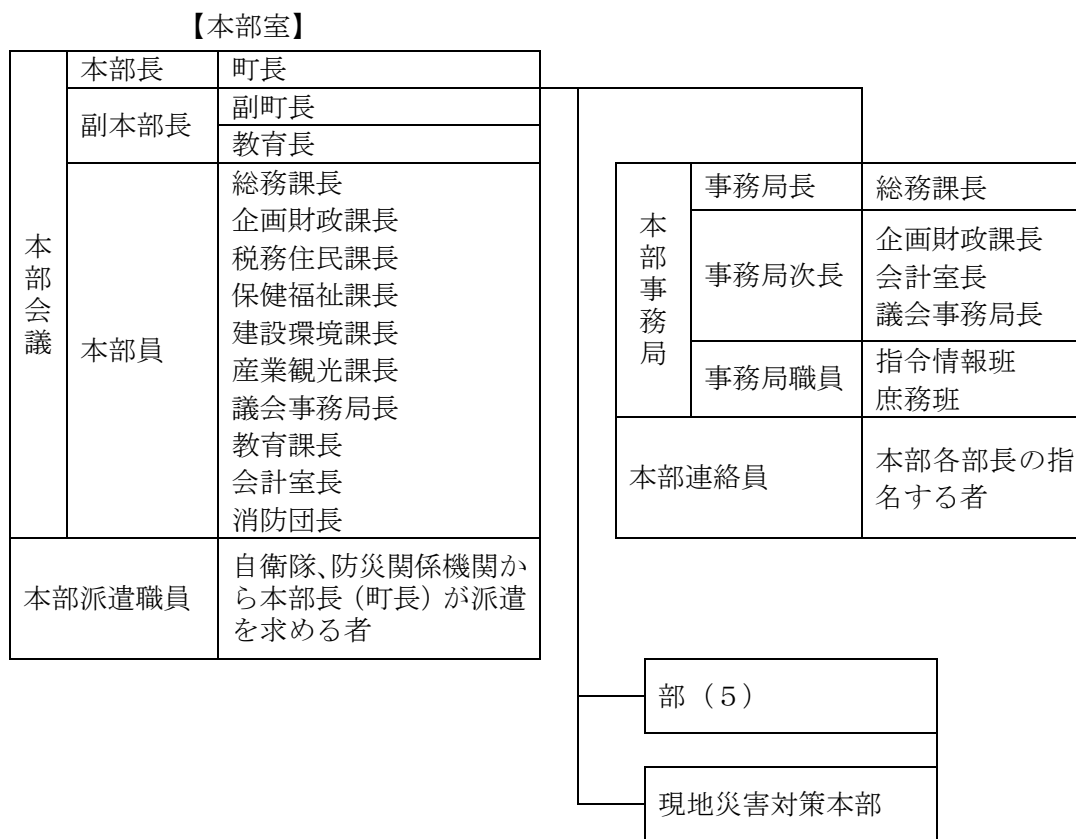 【本部室】
本部会議
本部長
町長
副本部長
副町長
教育長
本部員
総務課長
企画財政課長
税務住民課長
保健福祉課長
建設環境課長
産業観光課長
議会事務局長
教育課長
会計室長
消防団長
本部派遣職員
自衛隊、防災関係機関か
ら本部長（町長）が派遣
を求める者
本部事務局
事務局長
総務課長
事務局次長
企画財政課長
会計室長
議会事務局長
事務局職員
指令情報班
庶務班
本部連絡員
本部各部長の指
名する者
部（５）
現地災害対策本部